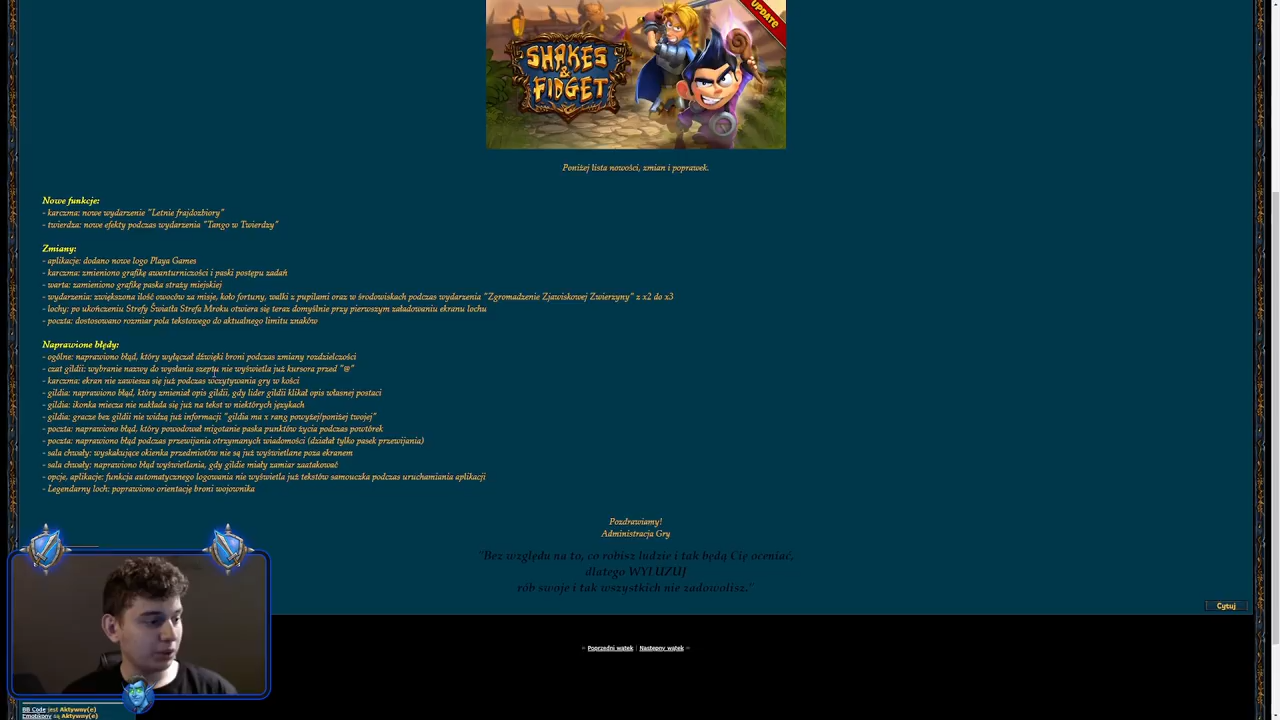 UPDATE
SHAKES
&
FIDGET
Poniżej lista nowości, zmian i poprawek.
Nowe funkcje:
- karczma: nowe wydarzenie "Letnie frajdozbiory"
- twierdza: nowe efekty podczas wydarzenia "Tango w Twierdzy"
Zmiany:
- aplikacje: dodano nowe logo Playa Games
- karczma: zmieniono grafikę awanturniczości i paski postępu zadań
- warta: zamieniono grafikę paska straży miejskiej
- wydarzenia: zwiększona ilość owoców za misje, koło fortuny, walki z pupilami oraz w środowiskach podczas wydarzenia "Zgromadzenie Zjawiskowej Zwierzyny" z x2 do x3
- lochy: po ukończeniu Strefy Światła Strefa Mroku otwiera się teraz domyślnie przy pierwszym załadowaniu ekranu lochu
- poczta: dostosowano rozmiar pola tekstowego do aktualnego limitu znaków
Naprawione błędy:
- ogólne: naprawiono błąd, który wyłączał dźwięki broni podczas zmiany rozdzielczości
- czat gildii: wybranie nazwy do wysłania szeptu nie wyświetla już kursora przed "@"
- karczma: ekran nie zawiesza się już podczas wczytywania gry w kości
- gildia: naprawiono błąd, który zmieniał opis gildii, gdy lider gildii klikał opis własnej postaci
- gildia: ikonka miecza nie nakłada się już na tekst w niektórych językach
- gildia: gracze bez gildii nie widzą już informacji "gildia ma x rang powyżej/poniżej twojej"
- poczta: naprawiono błąd, który powodował migotanie paska punktów życia podczas powtórek
- poczta: naprawiono błąd podczas przewijania otrzymanych wiadomości (działał tylko pasek przewijania)
- sala chwały: wyskakujące okienka przedmiotów nie są już wyświetlane poza ekranem
- sala chwały: naprawiono błąd wyświetlania, gdy gildie miały zamiar zaatakować
- opcje, aplikacje: funkcja automatycznego logowania nie wyświetla już tekstów samouczka podczas uruchamiania aplikacji
- Legendarny loch: poprawiono orientację broni wojownika
Pozdrawiamy!
Administracja Gry
"Bez względu na to, co robisz ludzie i tak będą Cię oceniać,
dlatego WYLUZUJ
rób swoje i tak wszystkich nie zadowolisz."
Cytuj
« Poprzedni wątek | Następny wątek »
BB Code jest Aktywny(e)
Emotikony są Aktywny(e)